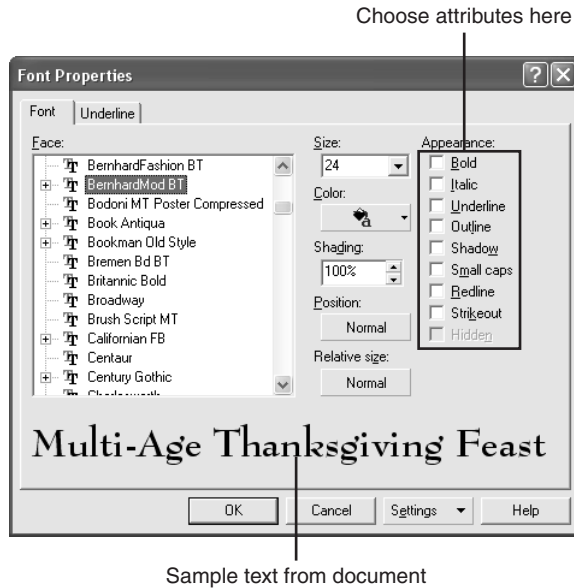 Choose attributes here
Font Properties
Font Underline
Face:
BernhardFashion BT
BernhardMod BT
Bodoni MT Poster Compressed
Book Antiqua
Bookman Old Style
Bremen Bd BT
Britannic Bold
Broadway
Brush Script MT
Californian FB
Centaur
Century Gothic
Size:
24
Color:
Shading:
100%
Position:
Normal
Relative size:
Normal
Appearance:
Bold
Italic
Underline
Outline
Shadow
Small caps
Redline
Strikeout
Hidden
Multi-Age Thanksgiving Feast
OK Cancel Settings Help
Sample text from document